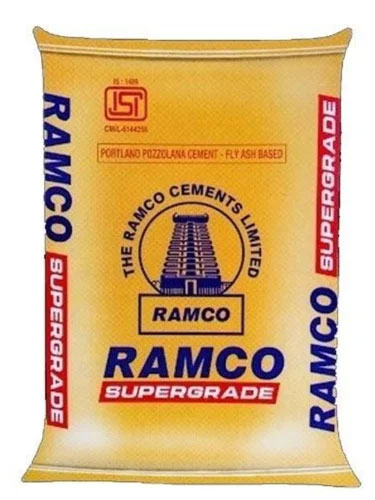 IS : 1489
ISI
CM/L-6144256
PORTLAND POZZOLANA CEMENT - FLY ASH BASED
THE RAMCO CEMENTS LIMITED
RAMCO
RAMCO
SUPERGRADE
RAMCO SUPERGRADE
RAMCO SUPERGRADE